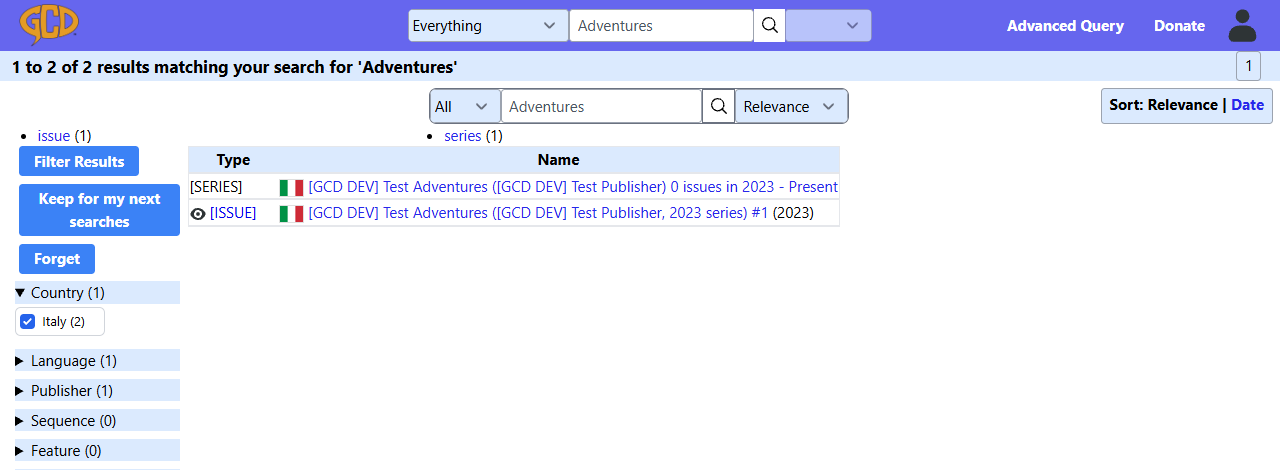 GCD
Everything
Adventures
Advanced Query
Donate
1 to 2 of 2 results matching your search for 'Adventures'
1
All
Adventures
Relevance
Sort: Relevance | Date
issue (1)
series (1)
Filter Results
Keep for my next
searches
Forget
Country (1)
Italy (2)
Language (1)
Publisher (1)
Sequence (0)
Feature (0)
Type Name
[SERIES] [GCD DEV] Test Adventures ([GCD DEV] Test Publisher) 0 issues in 2023 - Present
[ISSUE] [GCD DEV] Test Adventures ([GCD DEV] Test Publisher, 2023 series) #1 (2023)